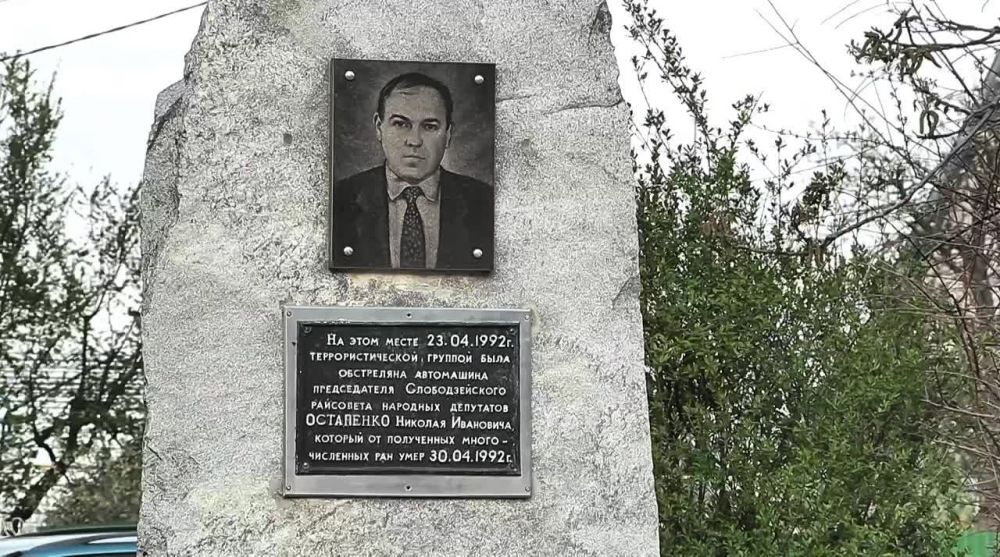 На этом месте 23.04.1992г.
террористической группой была
обстреляна автомашина
председателя Слободзейского
райсовета народных депутатов
ОСТАПЕНКО Николая Ивановича,
который от полученных много-
численных ран умер 30.04.1992г.